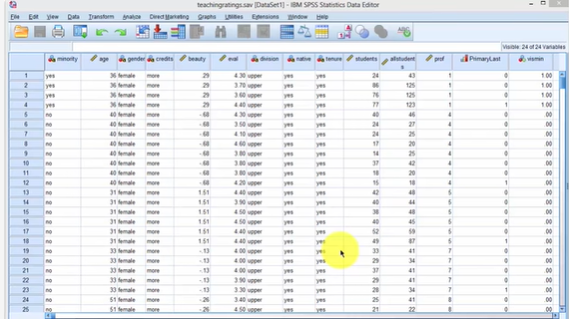 teachingratings.sav [DataSet1] - IBM SPSS Statistics Data Editor
File Edit View Data Transform Analyze Direct Marketing Graphs Utilities Extensions Window Help
Visible: 24 of 24 Variables
minority age gender credits beauty eval division native tenure students allstudents prof PrimaryLast vismin
1 yes 36 female more .29 4.30 upper yes yes 24 43 1 0 1.00
2 yes 36 female more .29 3.70 upper yes yes 86 125 1 0 1.00
3 yes 36 female more .29 3.60 upper yes yes 76 125 1 0 1.00
4 yes 36 female more .29 4.40 upper yes yes 77 123 1 1 1.00
5 no 40 female more -.68 4.30 upper yes yes 40 46 4 0 .00
6 no 40 female more -.68 3.50 upper yes yes 24 27 4 0 .00
7 no 40 female more -.68 4.10 upper yes yes 24 25 4 0 .00
8 no 40 female more -.68 upper yes yes 17 20 4 0 .00
9 no 40 female more -.68 3.80 upper yes yes 14 25 4 0 .00
10 no 40 female more -.68 upper yes yes 37 42 4 0 .00
11 no 40 female more -.68 3.80 upper yes yes 18 20 4 0 .00
12 no 40 female more -.68 4.20 upper yes yes 15 18 4 1 .00
13 no 31 female more 1.51 4.40 upper yes yes 42 48 5 0 .00
14 no 31 female more 1.51 3.90 upper yes yes 40 44 5 0 .00
15 no 31 female more 1.51 4.50 upper yes yes 38 48 5 0 .00
16 no 31 female more 1.51 upper yes yes 40 45 5 0 .00
17 no 31 female more 1.51 upper yes yes 52 59 5 0 .00
18 no 31 female more 1.51 4.40 upper yes yes 49 87 5 1 .00
19 no 33 female more -.13 4.00 upper yes yes 33 41 7 0 .00
20 no 33 female more -.13 upper yes yes 29 34 7 0 .00
21 no 33 female more -.13 4.00 upper yes yes 37 41 7 0 .00
22 no 33 female more -.13 3.90 upper yes yes 29 41 7 0 .00
23 no 33 female more -.13 3.30 upper yes yes 28 34 7 1 .00
24 no 51 female more -.26 3.40 upper yes yes 25 41 8 0 .00
25 no 51 female more -.26 4.50 upper yes yes 21 22 8 0 .00